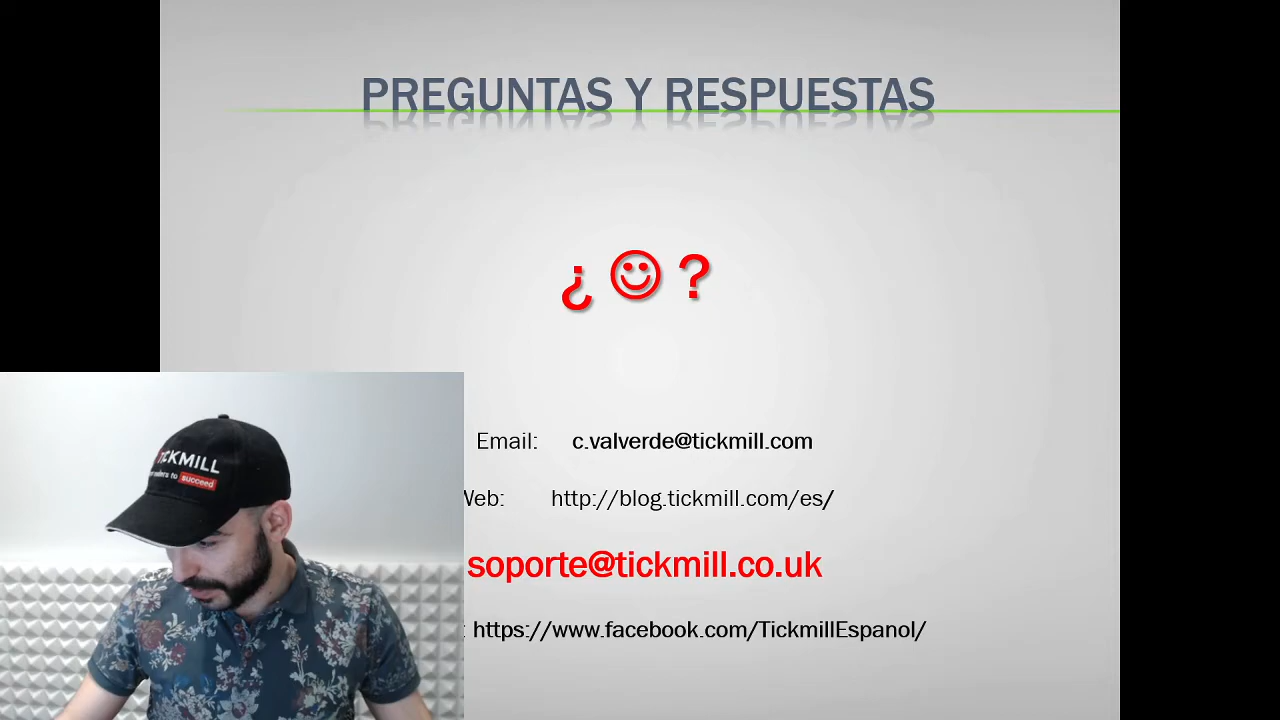 PREGUNTAS Y RESPUESTAS
¿ ☺ ?
Email: c.valverde@tickmill.com
Web: http://blog.tickmill.com/es/
soporte@tickmill.co.uk
: https://www.facebook.com/TickmillEspanol/
TICKMILL
to succeed